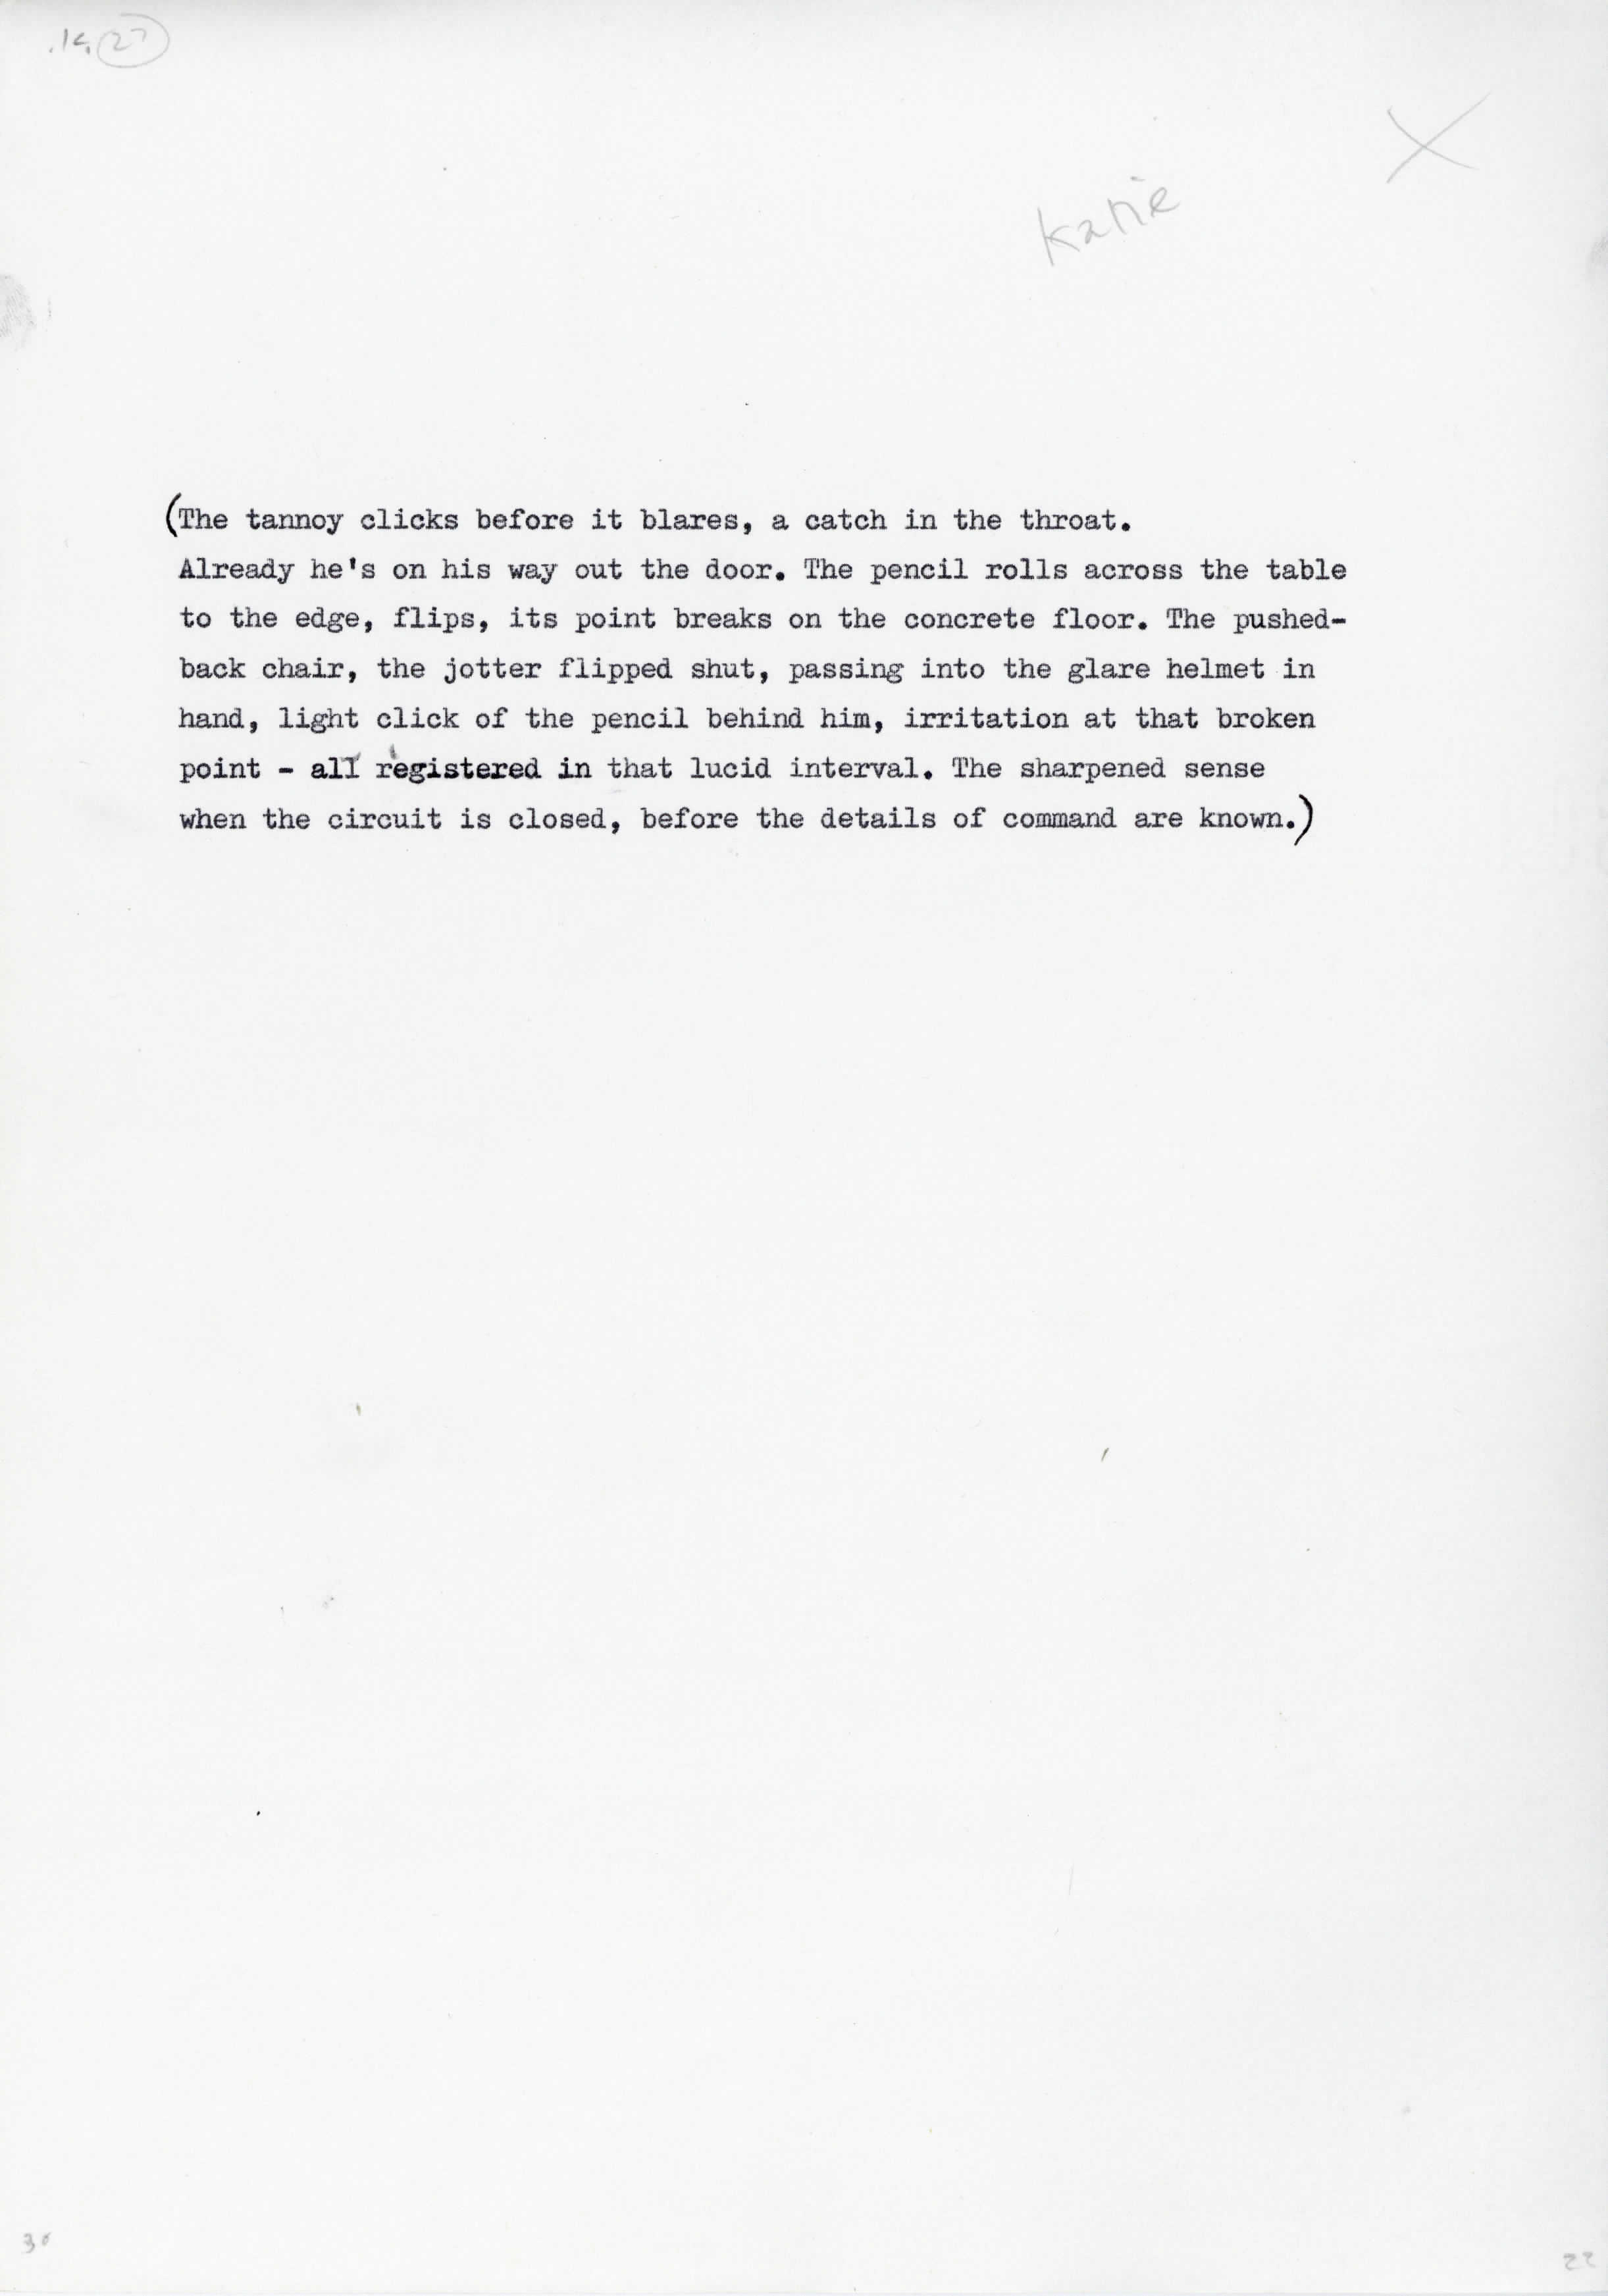 27
Katie
(The tannoy clicks before it blares, a catch in the throat.
Already he's on his way out the door. The pencil rolls across the table
to the edge, flips, its point breaks on the concrete floor. The pushed-
back chair, the jotter flipped shut, passing into the glare helmet in
hand, light click of the pencil behind him, irritation at that broken
point - all registered in that lucid interval. The sharpened sense
when the circuit is closed, before the details of command are known.)
22